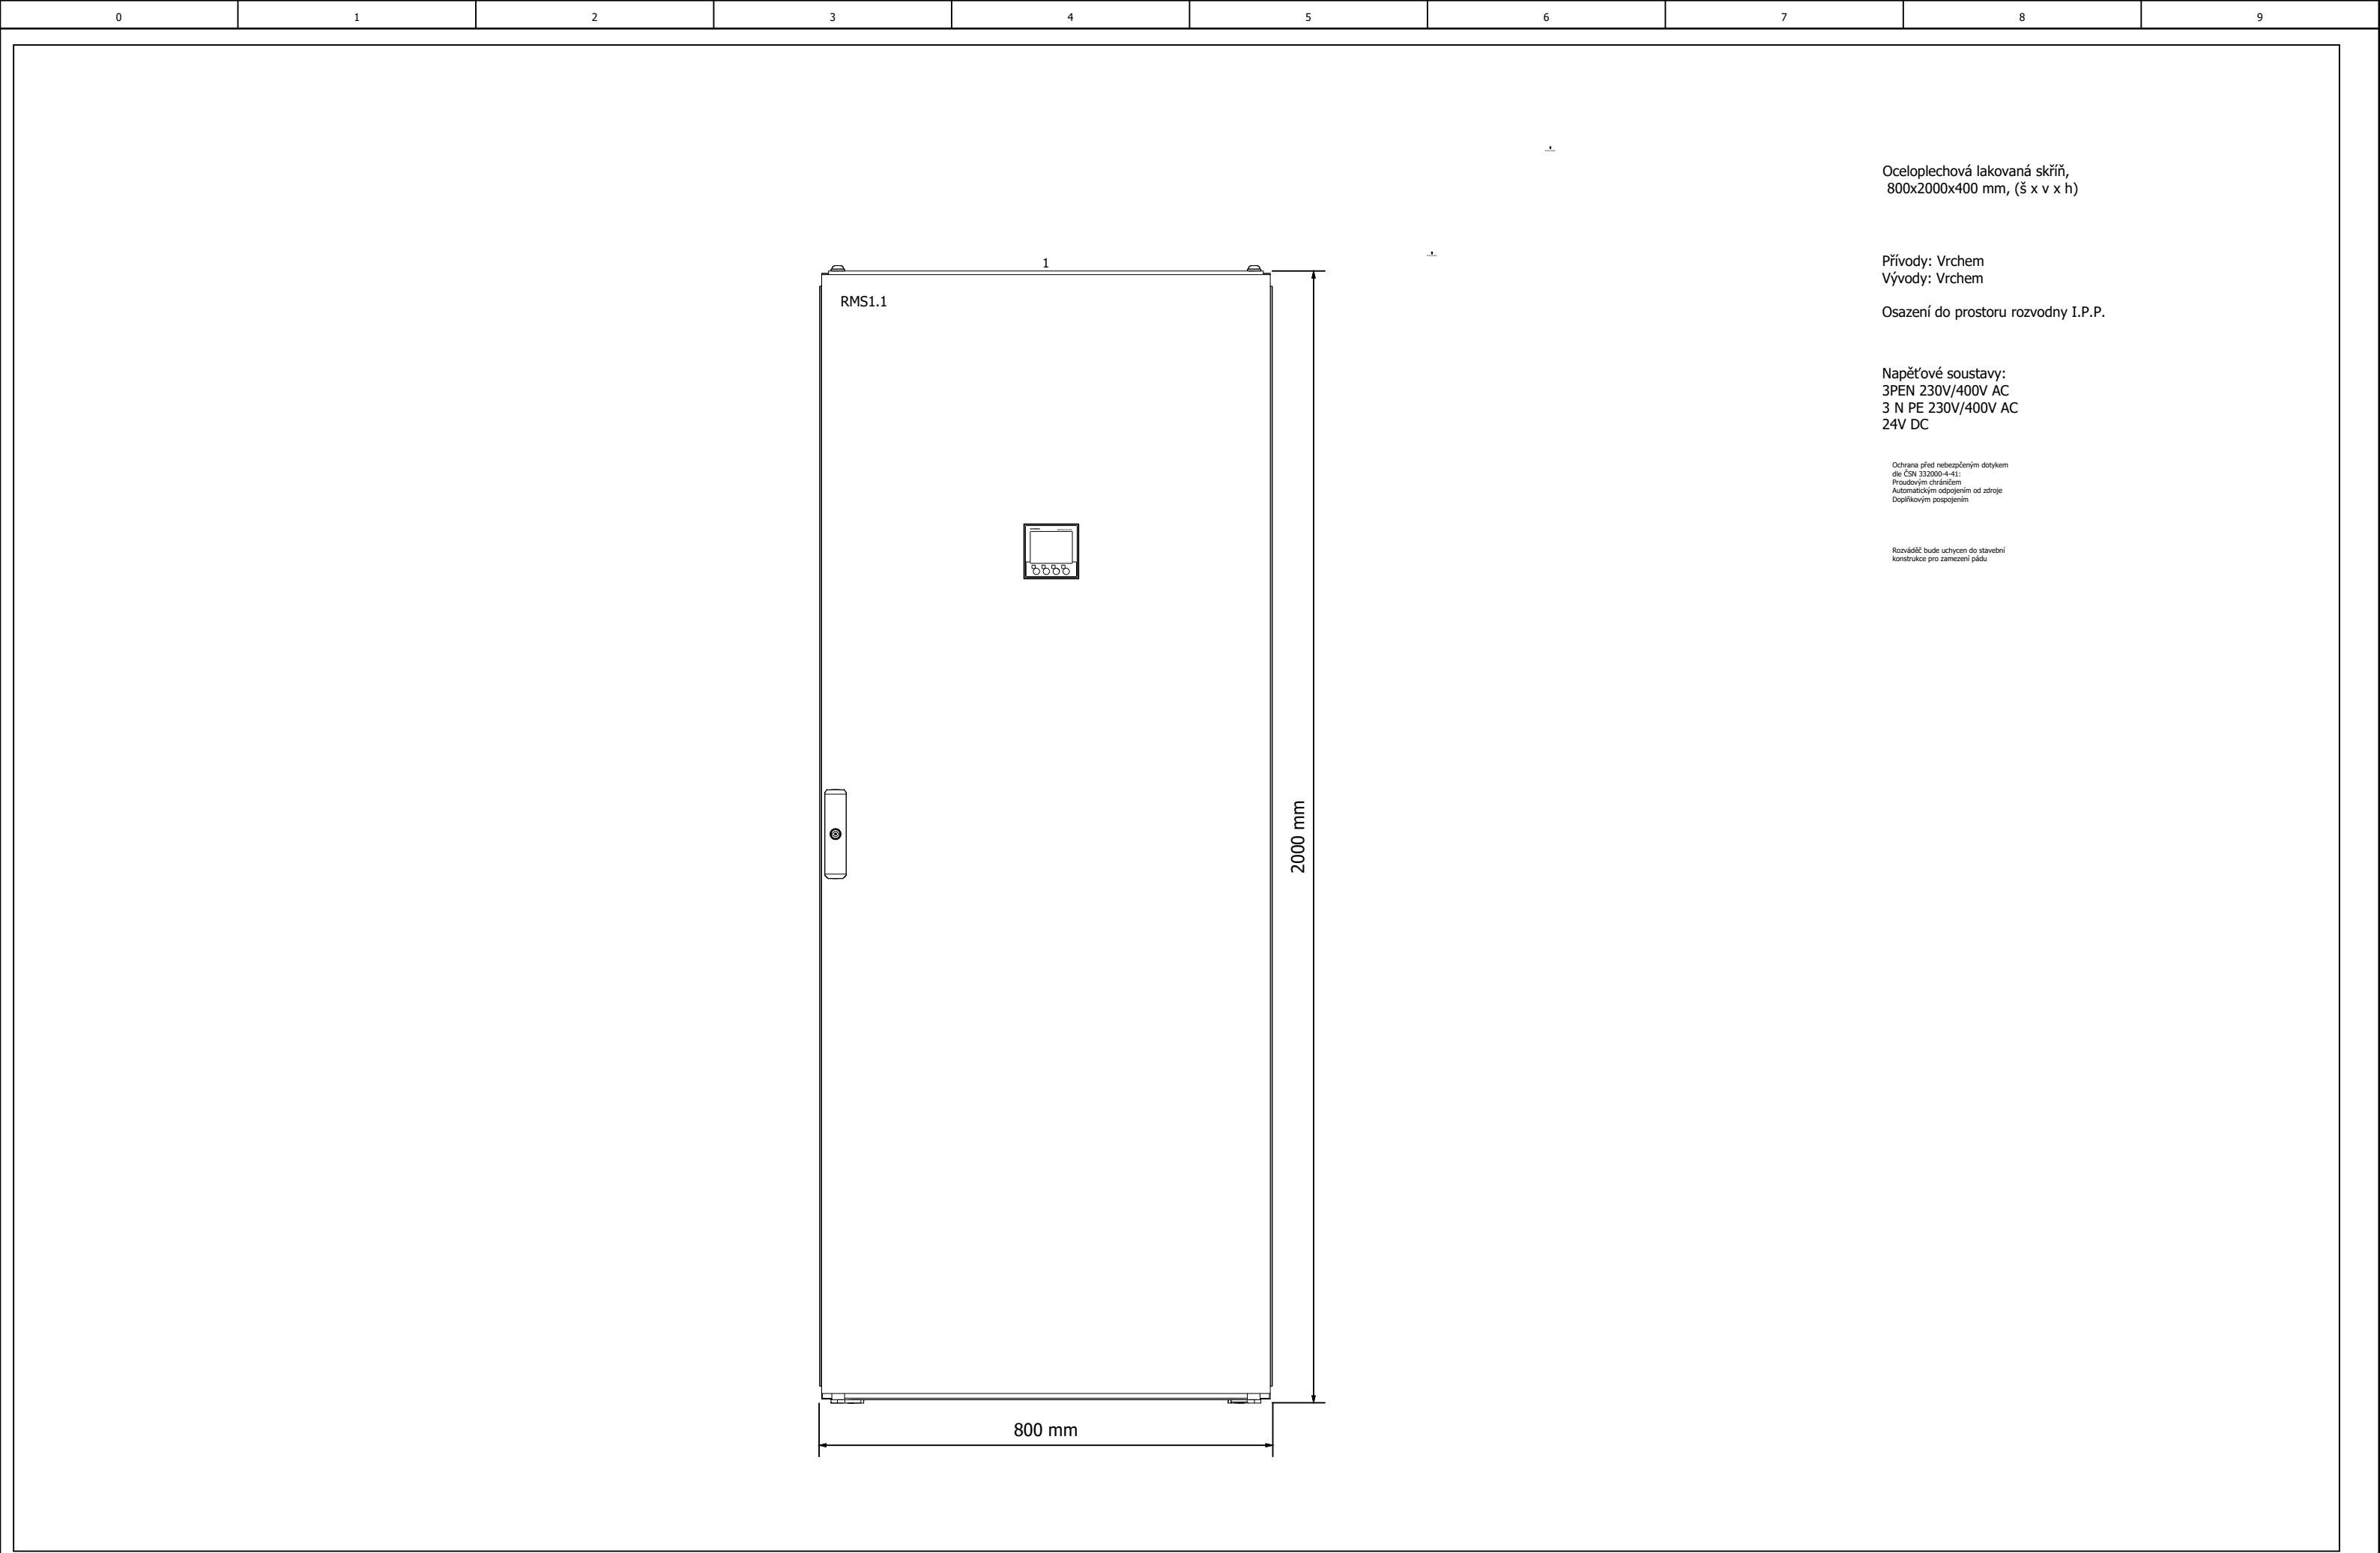 0 1 2 3 4 5 6 7 8 9
Oceloplechová lakovaná skříň,
800x2000x400 mm, (š x v x h)
Přívody: Vrchem
Vývody: Vrchem
Osazení do prostoru rozvodny I.P.P.
Napěťové soustavy:
3PEN 230V/400V AC
3 N PE 230V/400V AC
24V DC
Ochrana před nebezpčeným dotykem
dle ČSN 332000-4-41:
Proudovým chráničem
Automatickým odpojením od zdroje
Doplňkovým pospojením
Rozváděč bude uchycen do stavební
konstrukce pro zamezení pádu
1
RMS1.1
2000 mm
800 mm